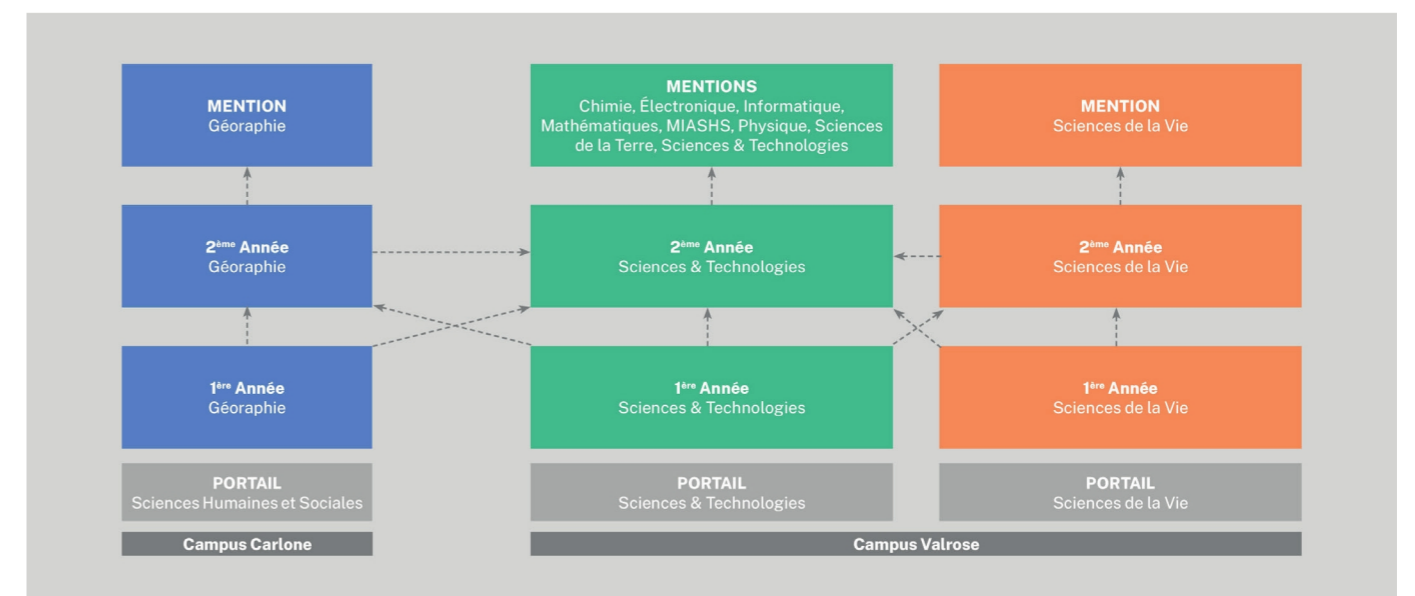 MENTION
Géoraphie
MENTIONS
Chimie, Électronique, Informatique,
Mathématiques, MIASHS, Physique, Sciences
de la Terre, Sciences & Technologies
MENTION
Sciences de la Vie
2ème Année
Géoraphie
2ème Année
Sciences & Technologies
2ème Année
Sciences de la Vie
1ère Année
Géoraphie
1ère Année
Sciences & Technologies
1ère Année
Sciences de la Vie
PORTAIL
Sciences Humaines et Sociales
PORTAIL
Sciences & Technologies
PORTAIL
Sciences de la Vie
Campus Carlone
Campus Valrose